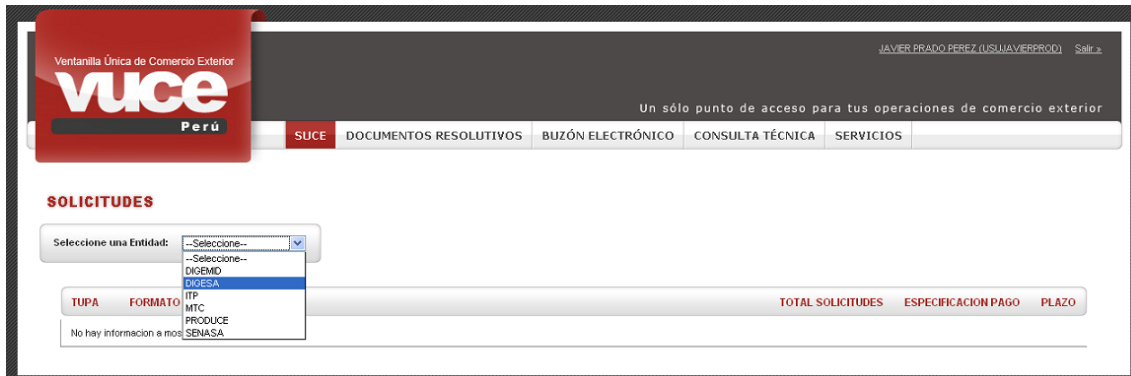 JAVIER PRADO PEREZ (USUJAVIERPROD) Salir »
Ventanilla Única de Comercio Exterior
vuce
Perú
Un sólo punto de acceso para tus operaciones de comercio exterior
SUCE DOCUMENTOS RESOLUTIVOS BUZÓN ELECTRÓNICO CONSULTA TÉCNICA SERVICIOS
SOLICITUDES
Seleccione una Entidad: --Seleccione--
--Seleccione--
DIGEMID
DIGESA
ITP
MTC
PRODUCE
SENASA
TUPA FORMATO TOTAL SOLICITUDES ESPECIFICACION PAGO PLAZO
No hay informacion a mos